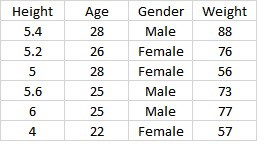 Height Age Gender Weight
5.4 28 Male 88
5.2 26 Female 76
5 28 Female 56
5.6 25 Male 73
6 25 Male 77
4 22 Female 57